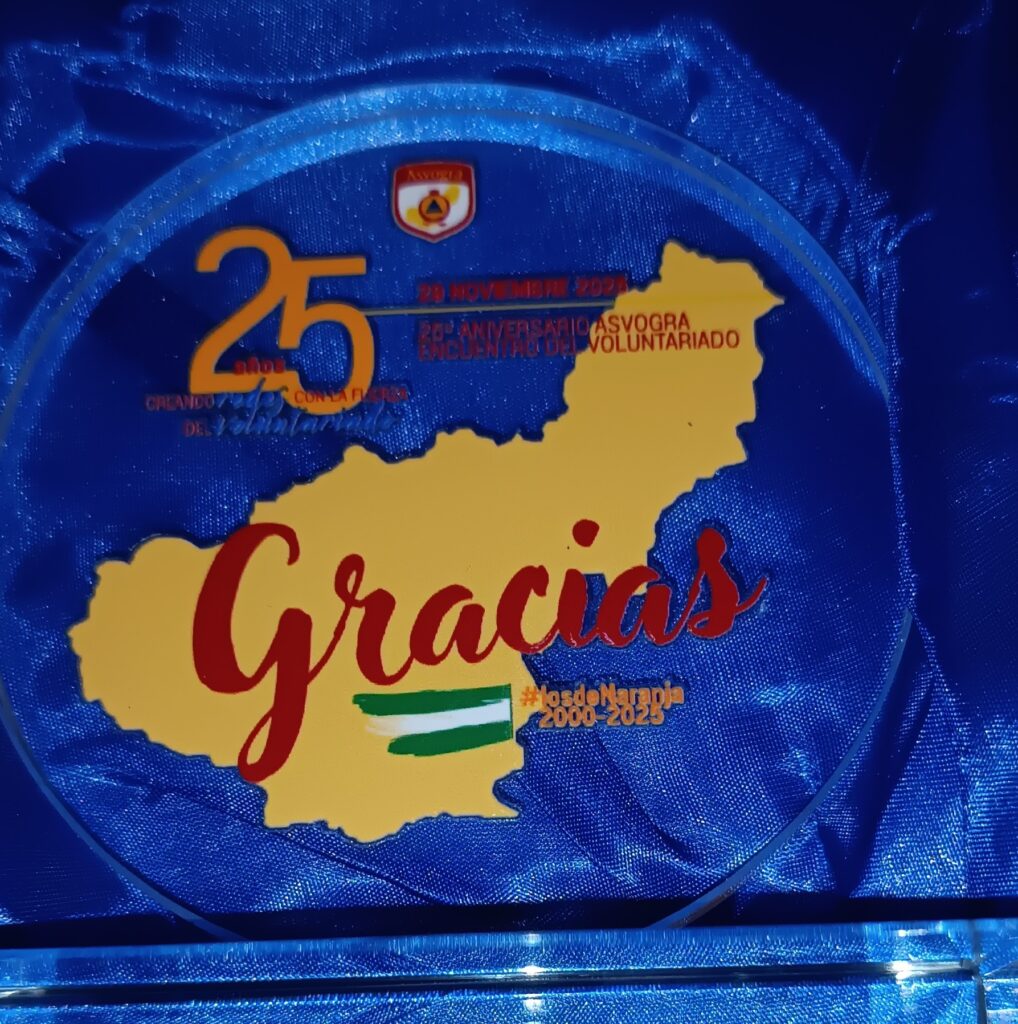 ASVOGRA
25
años
CREANDO redes CON LA FUERZA
DEL voluntariado
29 NOVIEMBRE 2025
25º ANIVERSARIO ASVOGRA
ENCUENTRO DEL VOLUNTARIADO
Gracias
#losdeNaranja
2000-2025